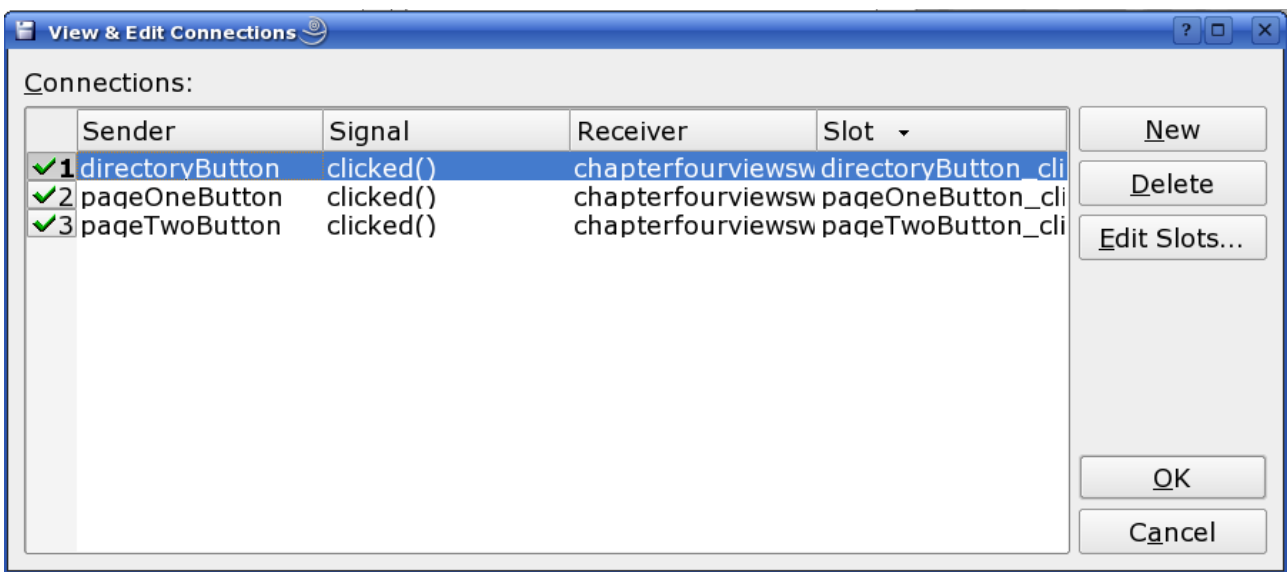 View & Edit Connections
Connections:
Sender Signal Receiver Slot
1 directoryButton clicked() chapterfourviewsw directoryButton_cli
2 pageOneButton clicked() chapterfourviewsw pageOneButton_cli
3 pageTwoButton clicked() chapterfourviewsw pageTwoButton_cli
New
Delete
Edit Slots...
OK
Cancel